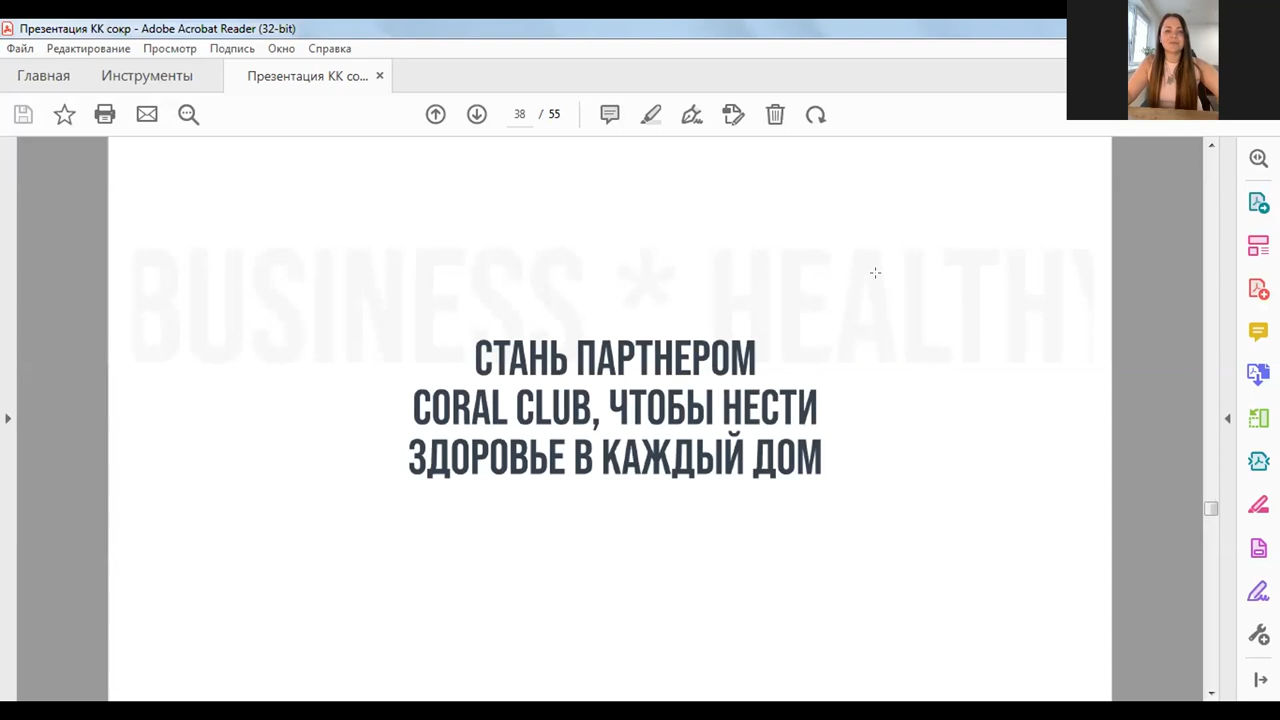 Презентация КК сокр - Adobe Acrobat Reader (32-bit)
Файл Редактирование Просмотр Подпись Окно Справка
Главная Инструменты Презентация КК со... ×
38 / 55
BUSINESS * HEALTHY
СТАНЬ ПАРТНЕРОМ
CORAL CLUB, ЧТОБЫ НЕСТИ
ЗДОРОВЬЕ В КАЖДЫЙ ДОМ